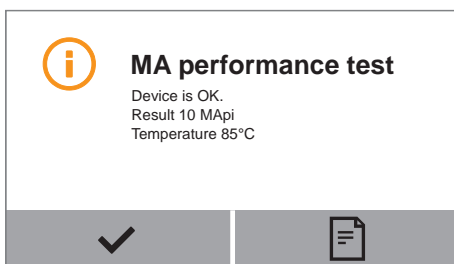 MA performance test
Device is OK.
Result 10 MApi
Temperature 85°C